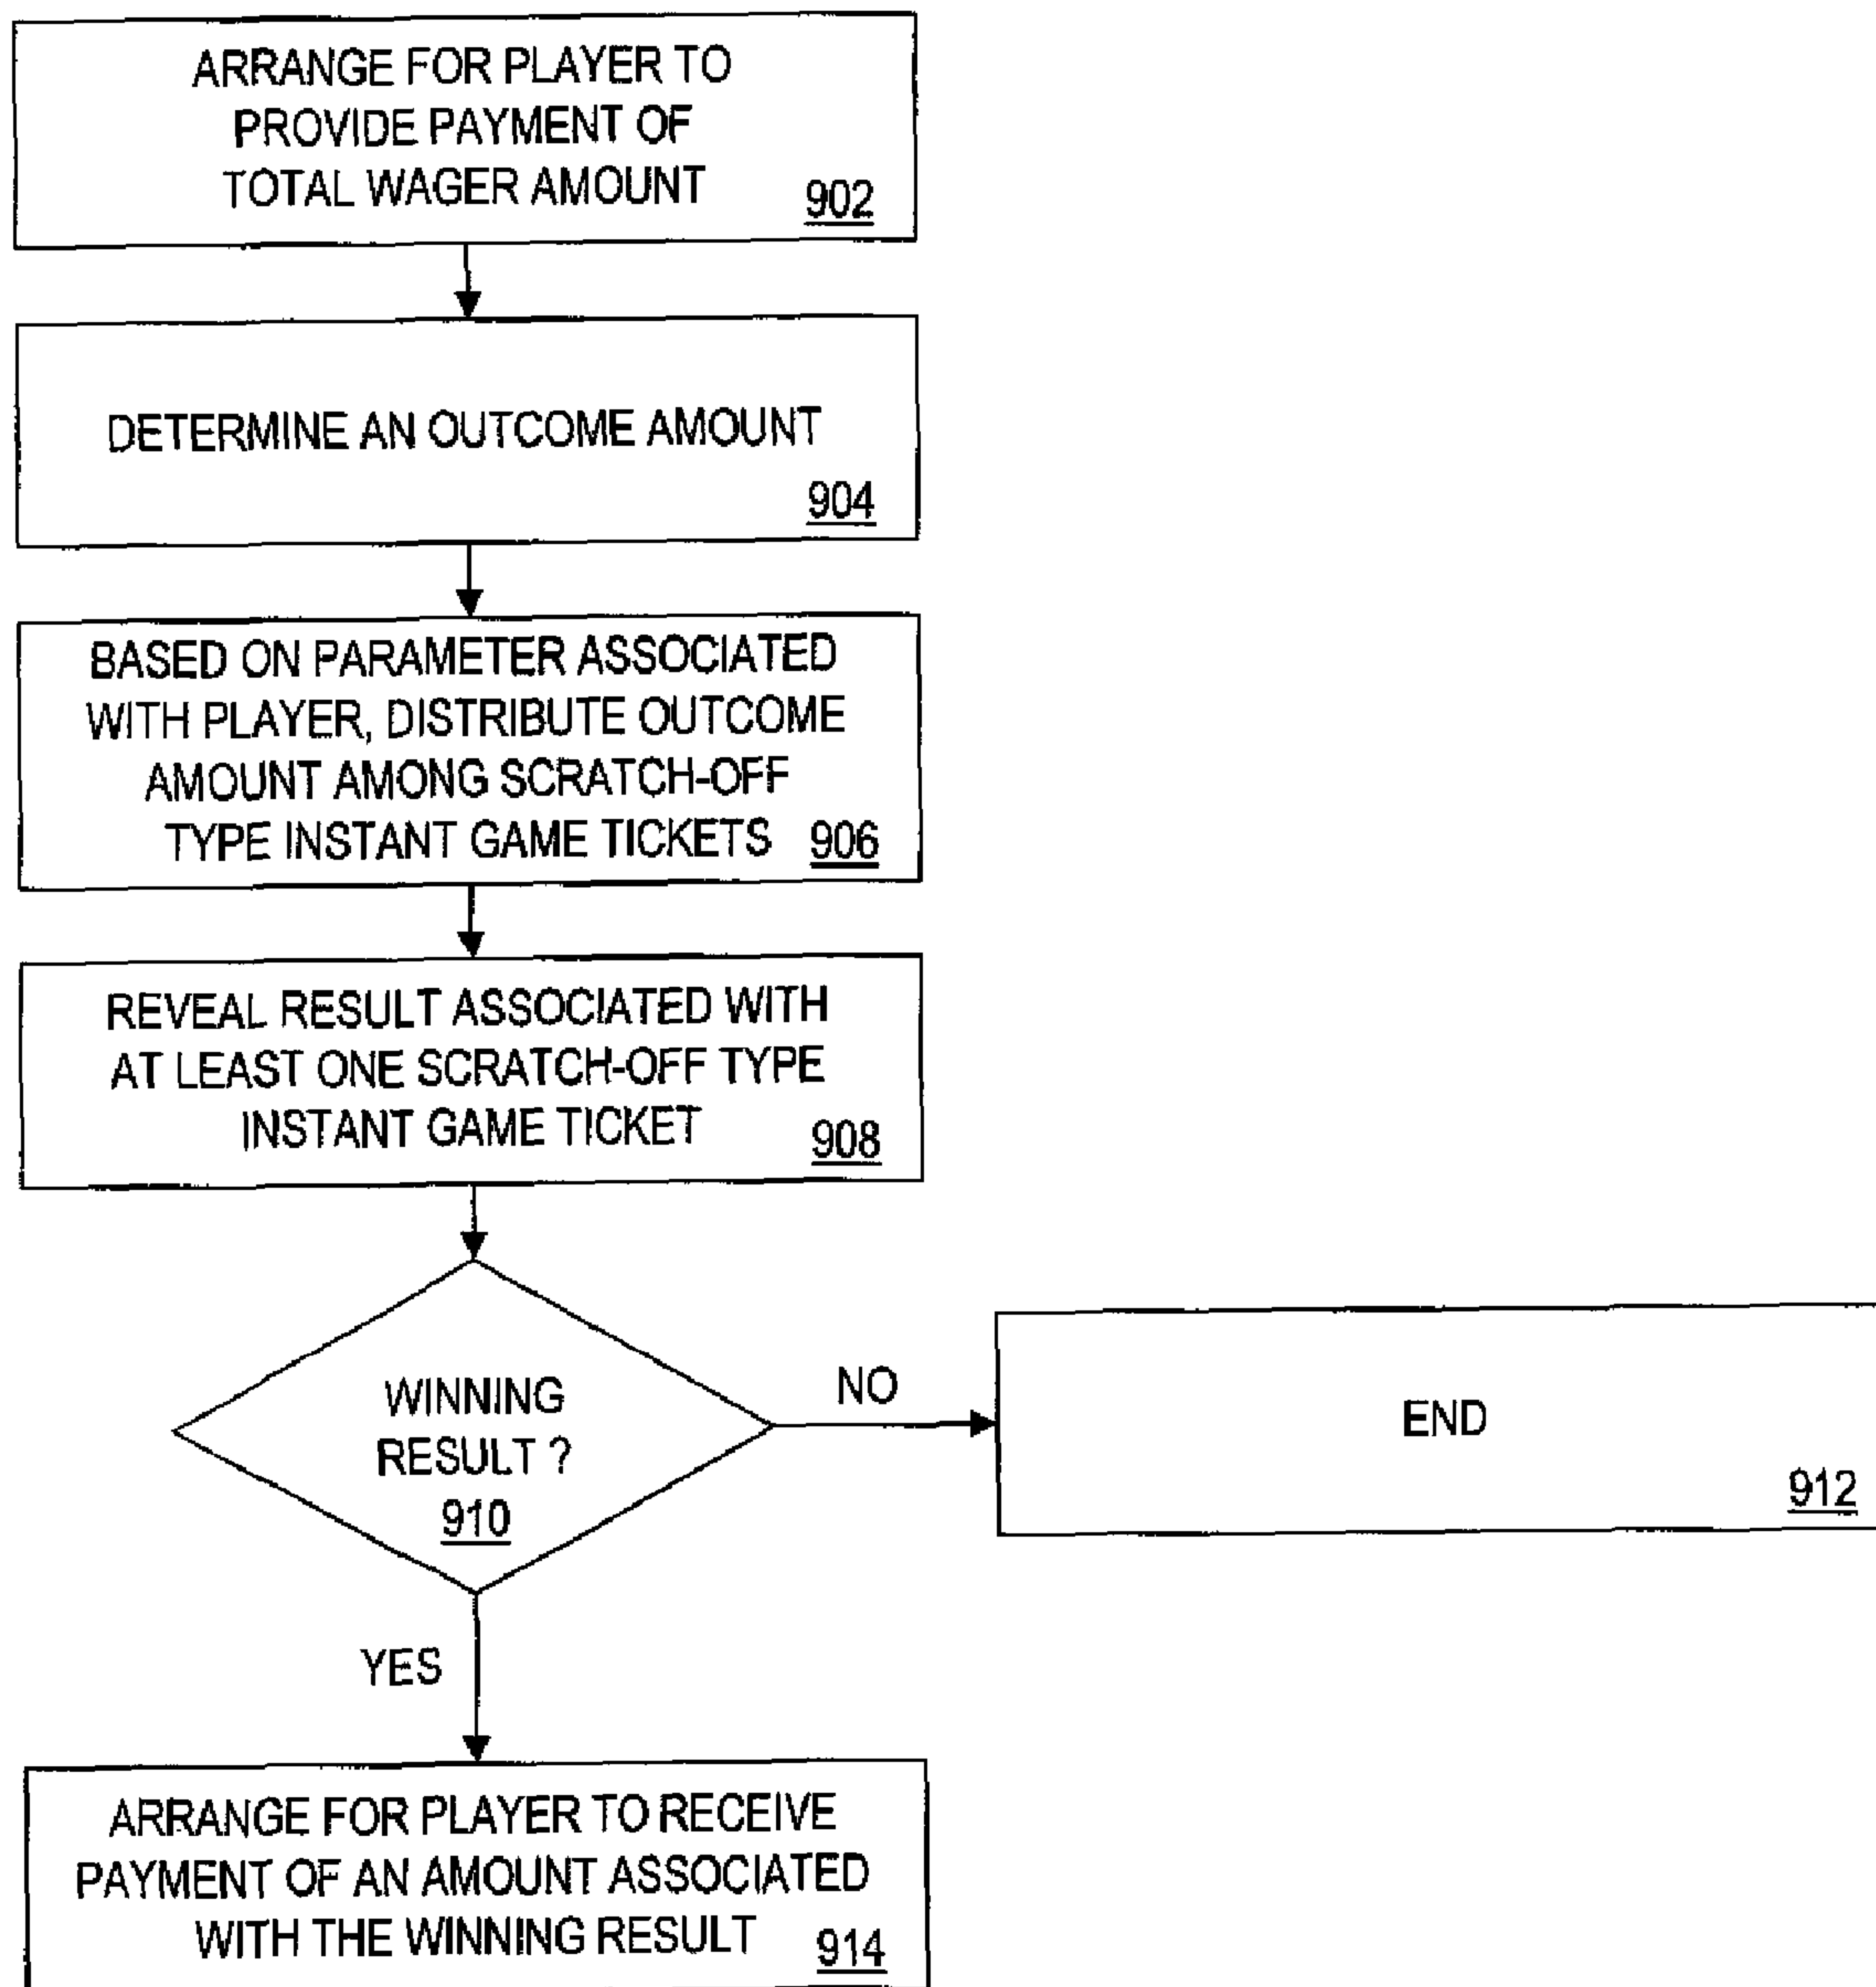 ARRANGE FOR PLAYER TO
PROVIDE PAYMENT OF
TOTAL WAGER AMOUNT
902
DETERMINE AN OUTCOME AMOUNT
904
BASED ON PARAMETER ASSOCIATED
WITH PLAYER, DISTRIBUTE OUTCOME
AMOUNT AMONG SCRATCH-OFF
TYPE INSTANT GAME TICKETS 906
REVEAL RESULT ASSOCIATED WITH
AT LEAST ONE SCRATCH-OFF TYPE
INSTANT GAME TICKET
908
WINNING
RESULT ?
910
NO
END
912
YES
ARRANGE FOR PLAYER TO RECEIVE
PAYMENT OF AN AMOUNT ASSOCIATED
WITH THE WINNING RESULT
914